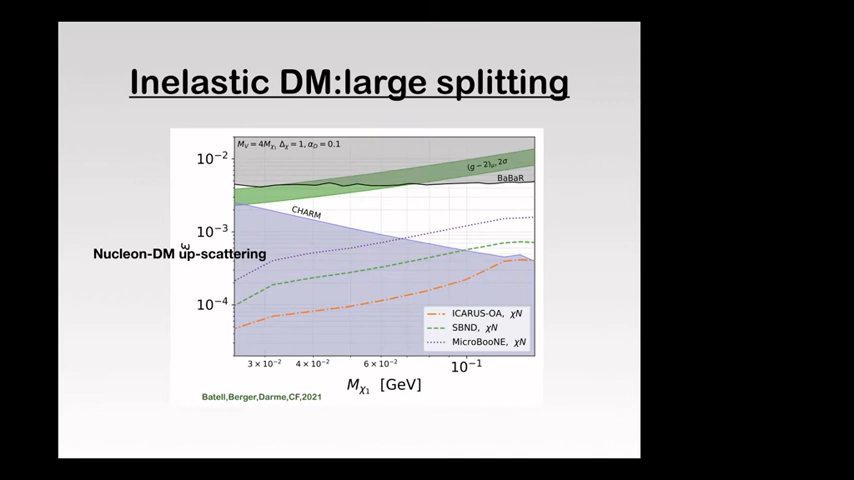 Inelastic DM:large splitting
M_V = 4M_χ₁ Δ_χ = 1, α_D = 0.1
10⁻²
(g − 2)_μ, 2σ
BaBaR
CHARM
10⁻³
ε
Nucleon-DM up-scattering
10⁻⁴
ICARUS-OA, χN
SBND, χN
MicroBooNE, χN
3 × 10⁻² 4 × 10⁻² 6 × 10⁻² 10⁻¹
M_χ₁ [GeV]
Batell,Berger,Darme,CF,2021